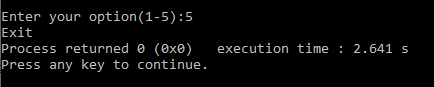 Enter your option(1-5):5
Exit
Process returned 0 (0x0)   execution time : 2.641 s
Press any key to continue.